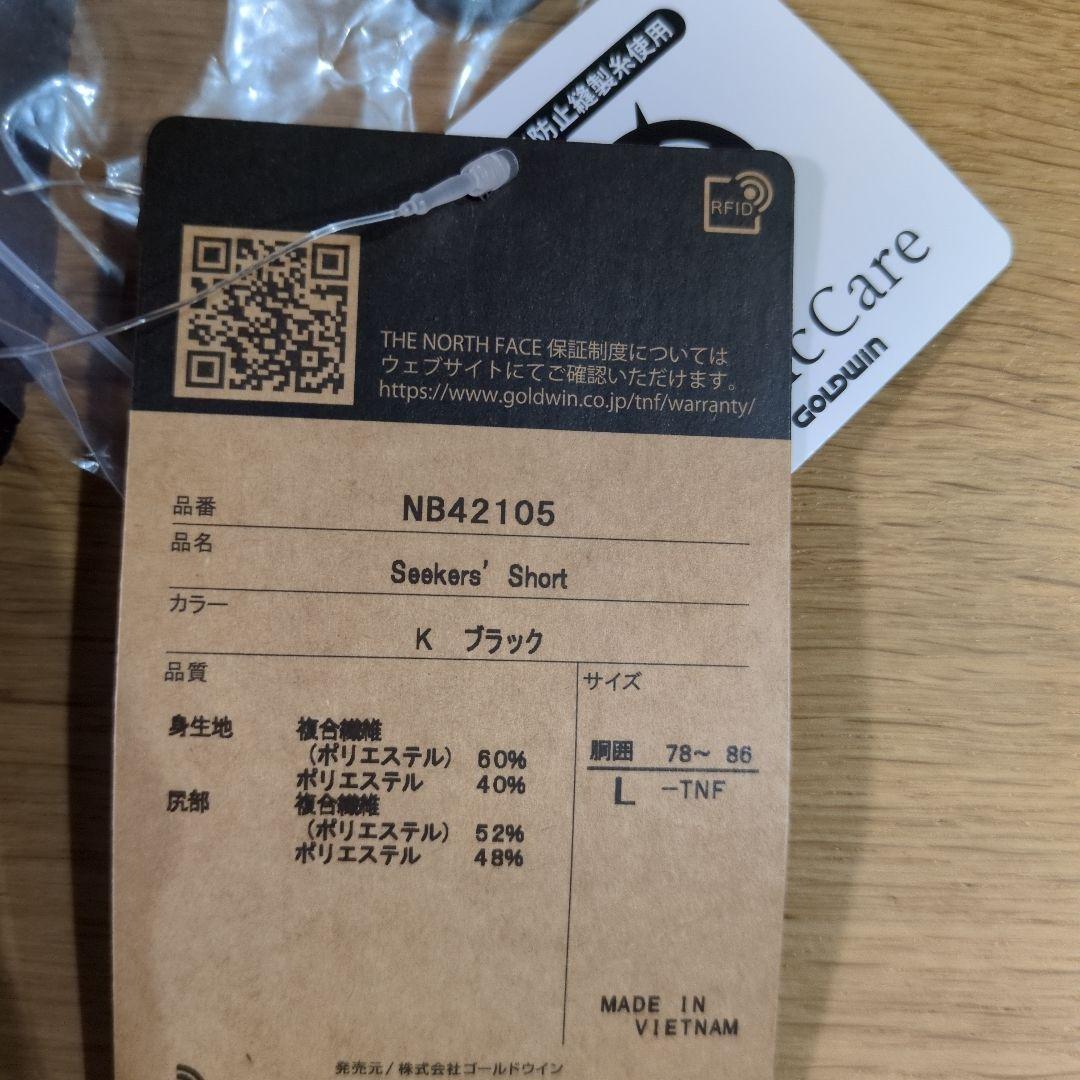 防止縫製糸使用
RFID
cCare
GOLDWIN
THE NORTH FACE 保証制度については
ウェブサイトにてご確認いただけます。
https://www.goldwin.co.jp/tnf/warranty/
品番 NB42105
品名
Seekers' Short
カラー
K ブラック
品質
身生地 複合繊維
(ポリエステル) 60%
ポリエステル 40%
尻部 複合繊維
(ポリエステル) 52%
ポリエステル 48%
サイズ
胴囲 78〜 86
L -TNF
MADE IN
VIETNAM
発売元/株式会社ゴールドウイン